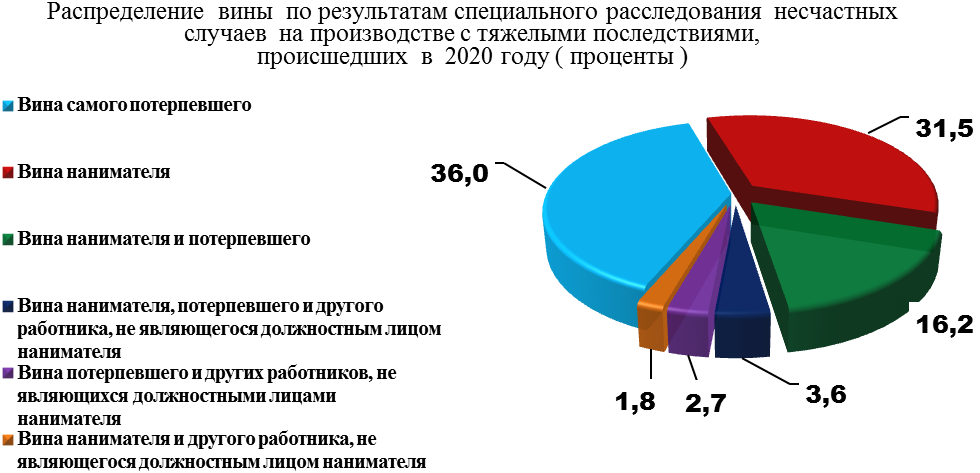 Распределение вины по результатам специального расследования несчастных
случаев на производстве с тяжелыми последствиями,
происшедших в 2020 году ( проценты )
Вина самого потерпевшего
Вина нанимателя
Вина нанимателя и потерпевшего
Вина нанимателя, потерпевшего и другого
работника, не являющегося должностным лицом
нанимателя
Вина потерпевшего и других работников, не
являющихся должностными лицами
нанимателя
Вина нанимателя и другого работника, не
являющегося должностным лицом нанимателя
36,0
31,5
16,2
3,6
2,7
1,8